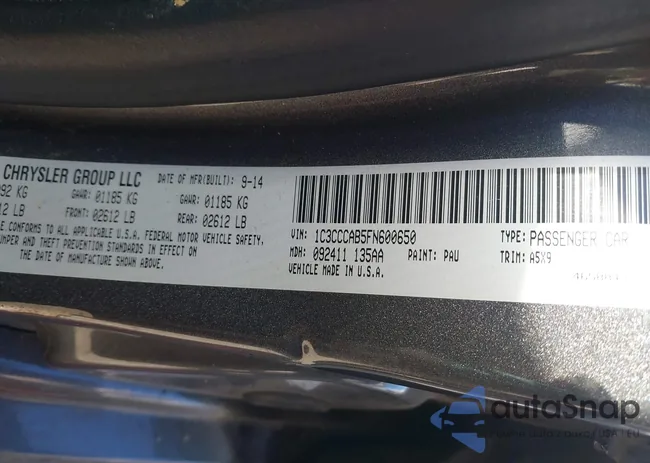 CHRYSLER GROUP LLC DATE OF MFR(BUILT): 9-14
92 KG GAWR: 01185 KG GAWR: 01185 KG
12 LB FRONT: 02612 LB REAR: 02612 LB
E CONFORMS TO ALL APPLICABLE U.S.A. FEDERAL MOTOR VEHICLE SAFETY,
UMPER AND THEFT PREVENTION STANDARDS IN EFFECT ON
THE DATE OF MANUFACTURE SHOWN ABOVE.
VIN: 1C3CCCAB5FN600650 TYPE: PASSENGER CAR
MDH: 092411 135AA PAINT: PAU TRIM: A5X9
VEHICLE MADE IN U.S.A.
autoSnap